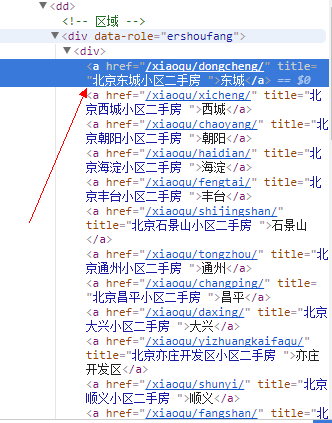 ▼<dd>
<!-- 区域 -->
▼<div data-role="ershoufang">
▼<div>
<a href="/xiaoqu/dongcheng/" title=
"北京东城小区二手房 ">东城</a> == $0
<a href="/xiaoqu/xicheng/" title="北
京西城小区二手房 ">西城</a>
<a href="/xiaoqu/chaoyang/" title="北
京朝阳小区二手房 ">朝阳</a>
<a href="/xiaoqu/haidian/" title="北
京海淀小区二手房 ">海淀</a>
<a href="/xiaoqu/fengtai/" title="北
京丰台小区二手房 ">丰台</a>
<a href="/xiaoqu/shijingshan/"
title="北京石景山小区二手房 ">石景山
</a>
<a href="/xiaoqu/tongzhou/" title="北
京通州小区二手房 ">通州</a>
<a href="/xiaoqu/changping/" title=
"北京昌平小区二手房 ">昌平</a>
<a href="/xiaoqu/daxing/" title="北京
大兴小区二手房 ">大兴</a>
<a href="/xiaoqu/yizhuangkaifaqu/"
title="北京亦庄开发区小区二手房 ">亦庄
开发区</a>
<a href="/xiaoqu/shunyi/" title="北京
顺义小区二手房 ">顺义</a>
<a href="/xiaoqu/fangshan/" title="北